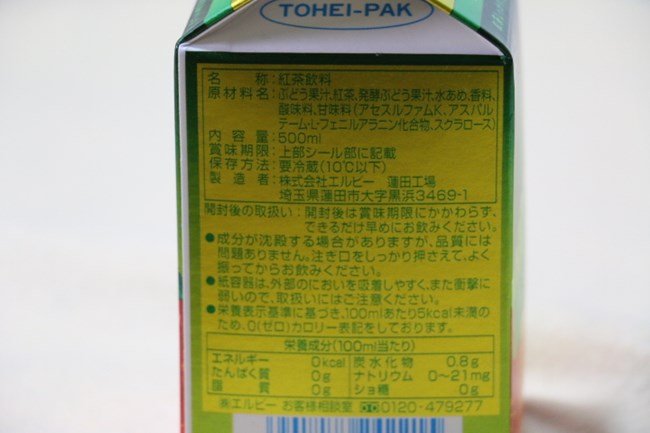 TOHEI-PAK
名称:紅茶飲料
原材料名:ぶどう果汁、紅茶、発酵ぶどう果汁、水あめ、香料、
酸味料、甘味料(アセスルファムK、アスパル
テーム・L-フェニルアラニン化合物、スクラロース)
内容量:500ml
賞味期限:上部シール部に記載
保存方法:要冷蔵(10℃以下)
製造者:株式会社エルビー 蓮田工場
埼玉県蓮田市大字黒浜3469-1
開封後の取扱い:開封後は賞味期限にかかわらず、
できるだけ早めにお飲みください。
●成分が沈殿する場合がありますが、品質には
問題ありません。注ぎ口をしっかり押さえて、よく
振ってからお飲みください。
●紙容器は、外部のにおいを吸着しやすく、また衝撃に
弱いので、取扱いにはご注意ください。
●栄養表示基準に基づき、100mlあたり5kcal未満の
ため、0(ゼロ)カロリー表記をしております。
栄養成分(100ml当たり)
エネルギー 0kcal 炭水化物 0.8g
たんぱく質 0g ナトリウム 0~21mg
脂質 0g ショ糖 0g
㈱エルビー お客様相談室 0120-479277